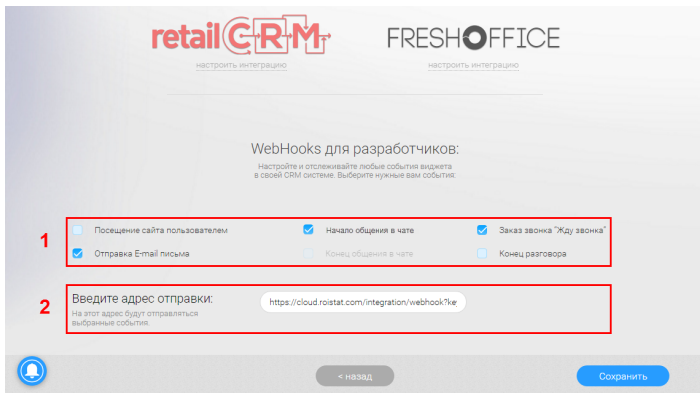 retailCRM FRESHOFFICE
настроить интеграцию настроить интеграцию
WebHooks для разработчиков:
Настройте и отслеживайте любые события виджета
в своей CRM системе. Выберите нужные вам события:
1
Посещение сайта пользователем Начало общения в чате Заказ звонка "Жду звонка"
Отправка E-mail письма Конец общения в чате Конец разговора
2
Введите адрес отправки: https://cloud.roistat.com/integration/webhook?ke
На этот адрес будут отправляться
выбранные события.
< назад Сохранить